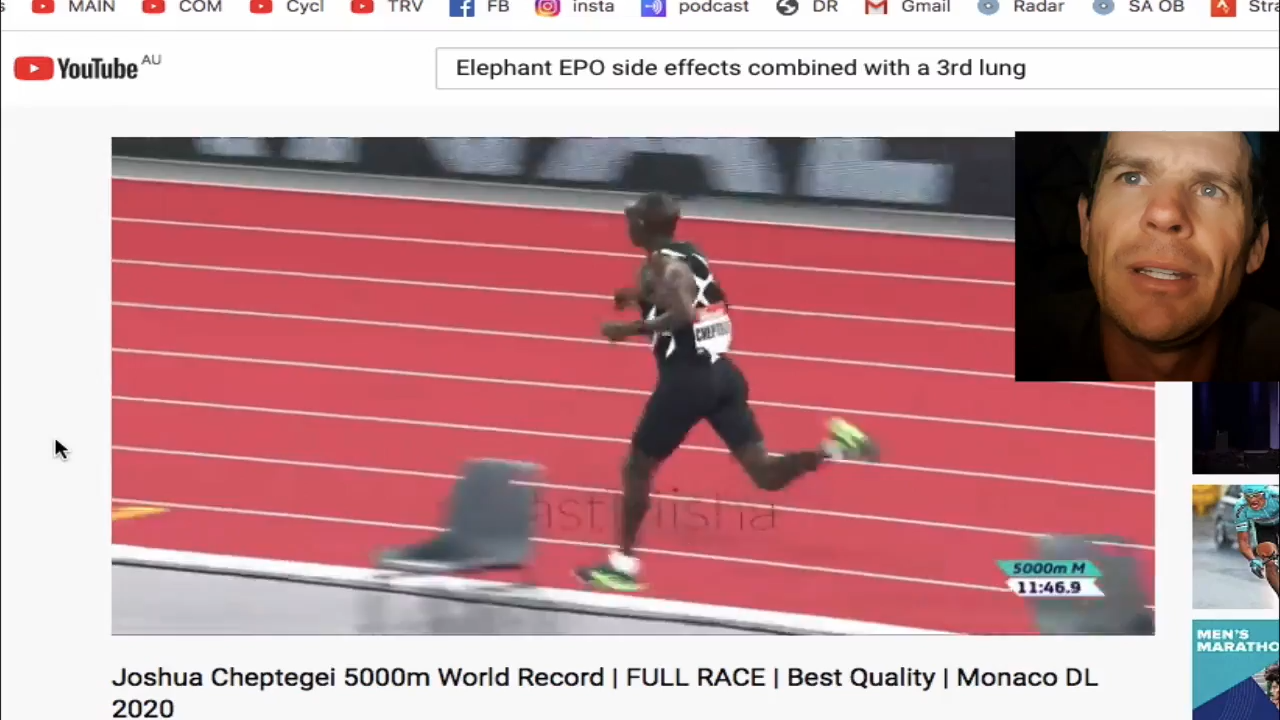 MAIN
COM
Cycl
TRV
FB
insta
podcast
DR
Gmail
Radar
SA OB
Stra
YouTube AU
Elephant EPO side effects combined with a 3rd lung
5000m M
11:46.9
MEN'S
MARATHO
Joshua Cheptegei 5000m World Record | FULL RACE | Best Quality | Monaco DL
2020